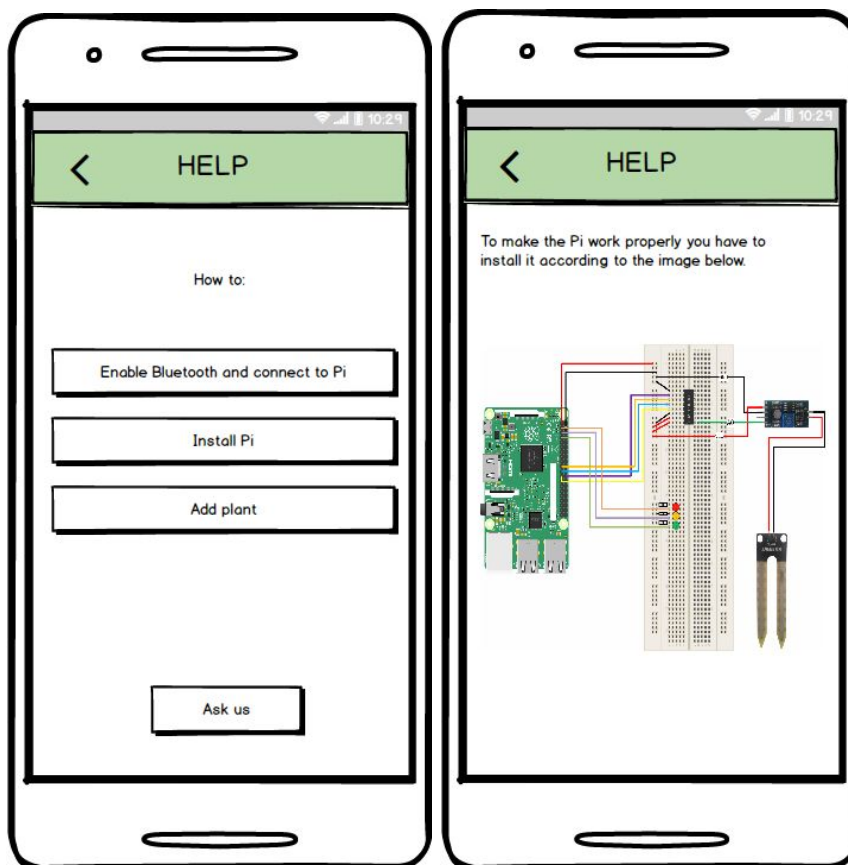 10:29
HELP
How to:
Enable Bluetooth and connect to Pi
Install Pi
Add plant
Ask us
10:29
HELP
To make the Pi work properly you have to
install it according to the image below.